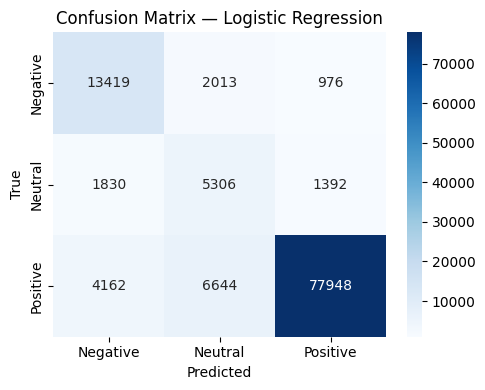 Confusion Matrix — Logistic Regression
True
Negative 13419 2013 976
Neutral 1830 5306 1392
Positive 4162 6644 77948
Negative Neutral Positive
Predicted
70000
60000
50000
40000
30000
20000
10000